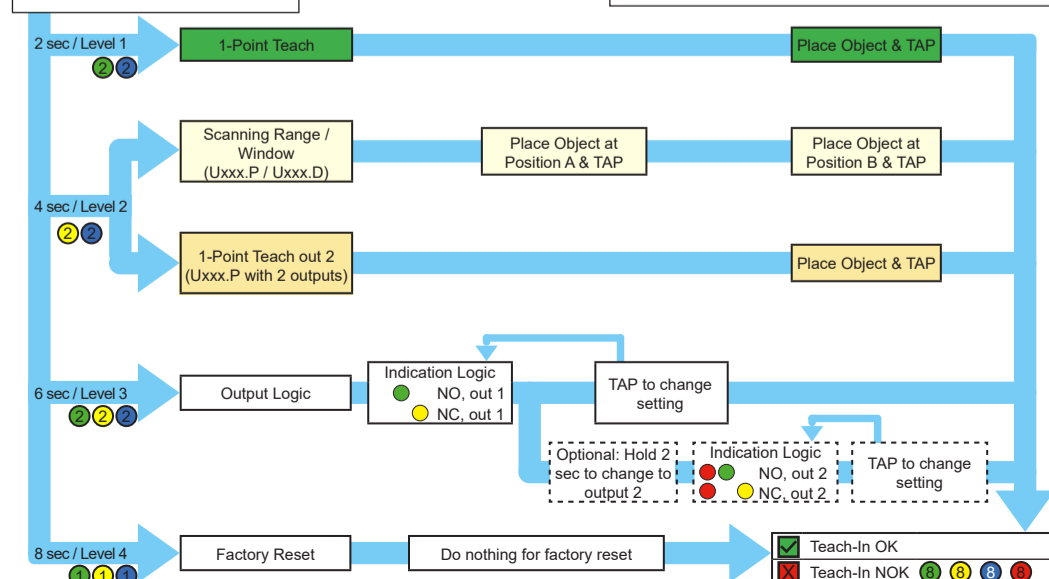 2 sec / Level 1
2 2
1-Point Teach
Place Object & TAP
Scanning Range /
Window
(Uxxx.P / Uxxx.D)
Place Object at
Position A & TAP
Place Object at
Position B & TAP
4 sec / Level 2
2 2
1-Point Teach out 2
(Uxxx.P with 2 outputs)
Place Object & TAP
6 sec / Level 3
2 2 2
Output Logic
Indication Logic
NO, out 1
NC, out 1
TAP to change
setting
Optional: Hold 2
sec to change to
output 2
Indication Logic
NO, out 2
NC, out 2
TAP to change
setting
8 sec / Level 4
1 1 1
Factory Reset
Do nothing for factory reset
Teach-In OK
X Teach-In NOK 8 8 8 8